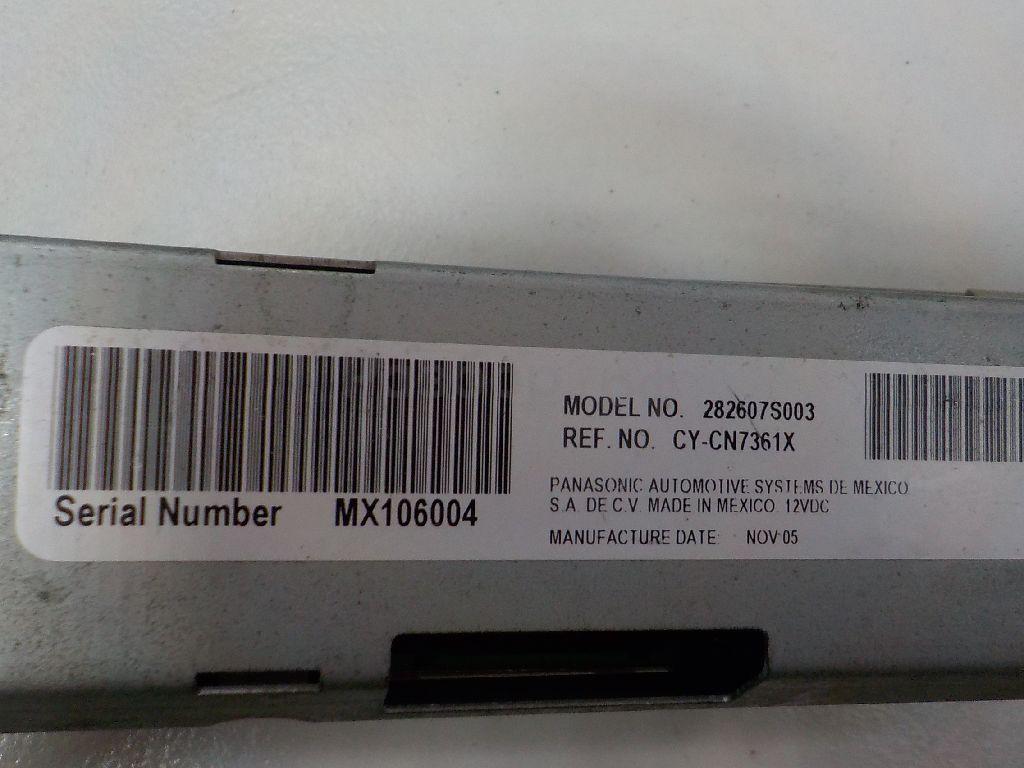 Serial Number MX106004
MODEL NO. 282607S003
REF. NO. CY-CN7361X
PANASONIC AUTOMOTIVE SYSTEMS DE MEXICO
S.A. DE C.V. MADE IN MEXICO. 12VDC
MANUFACTURE DATE: NOV 05